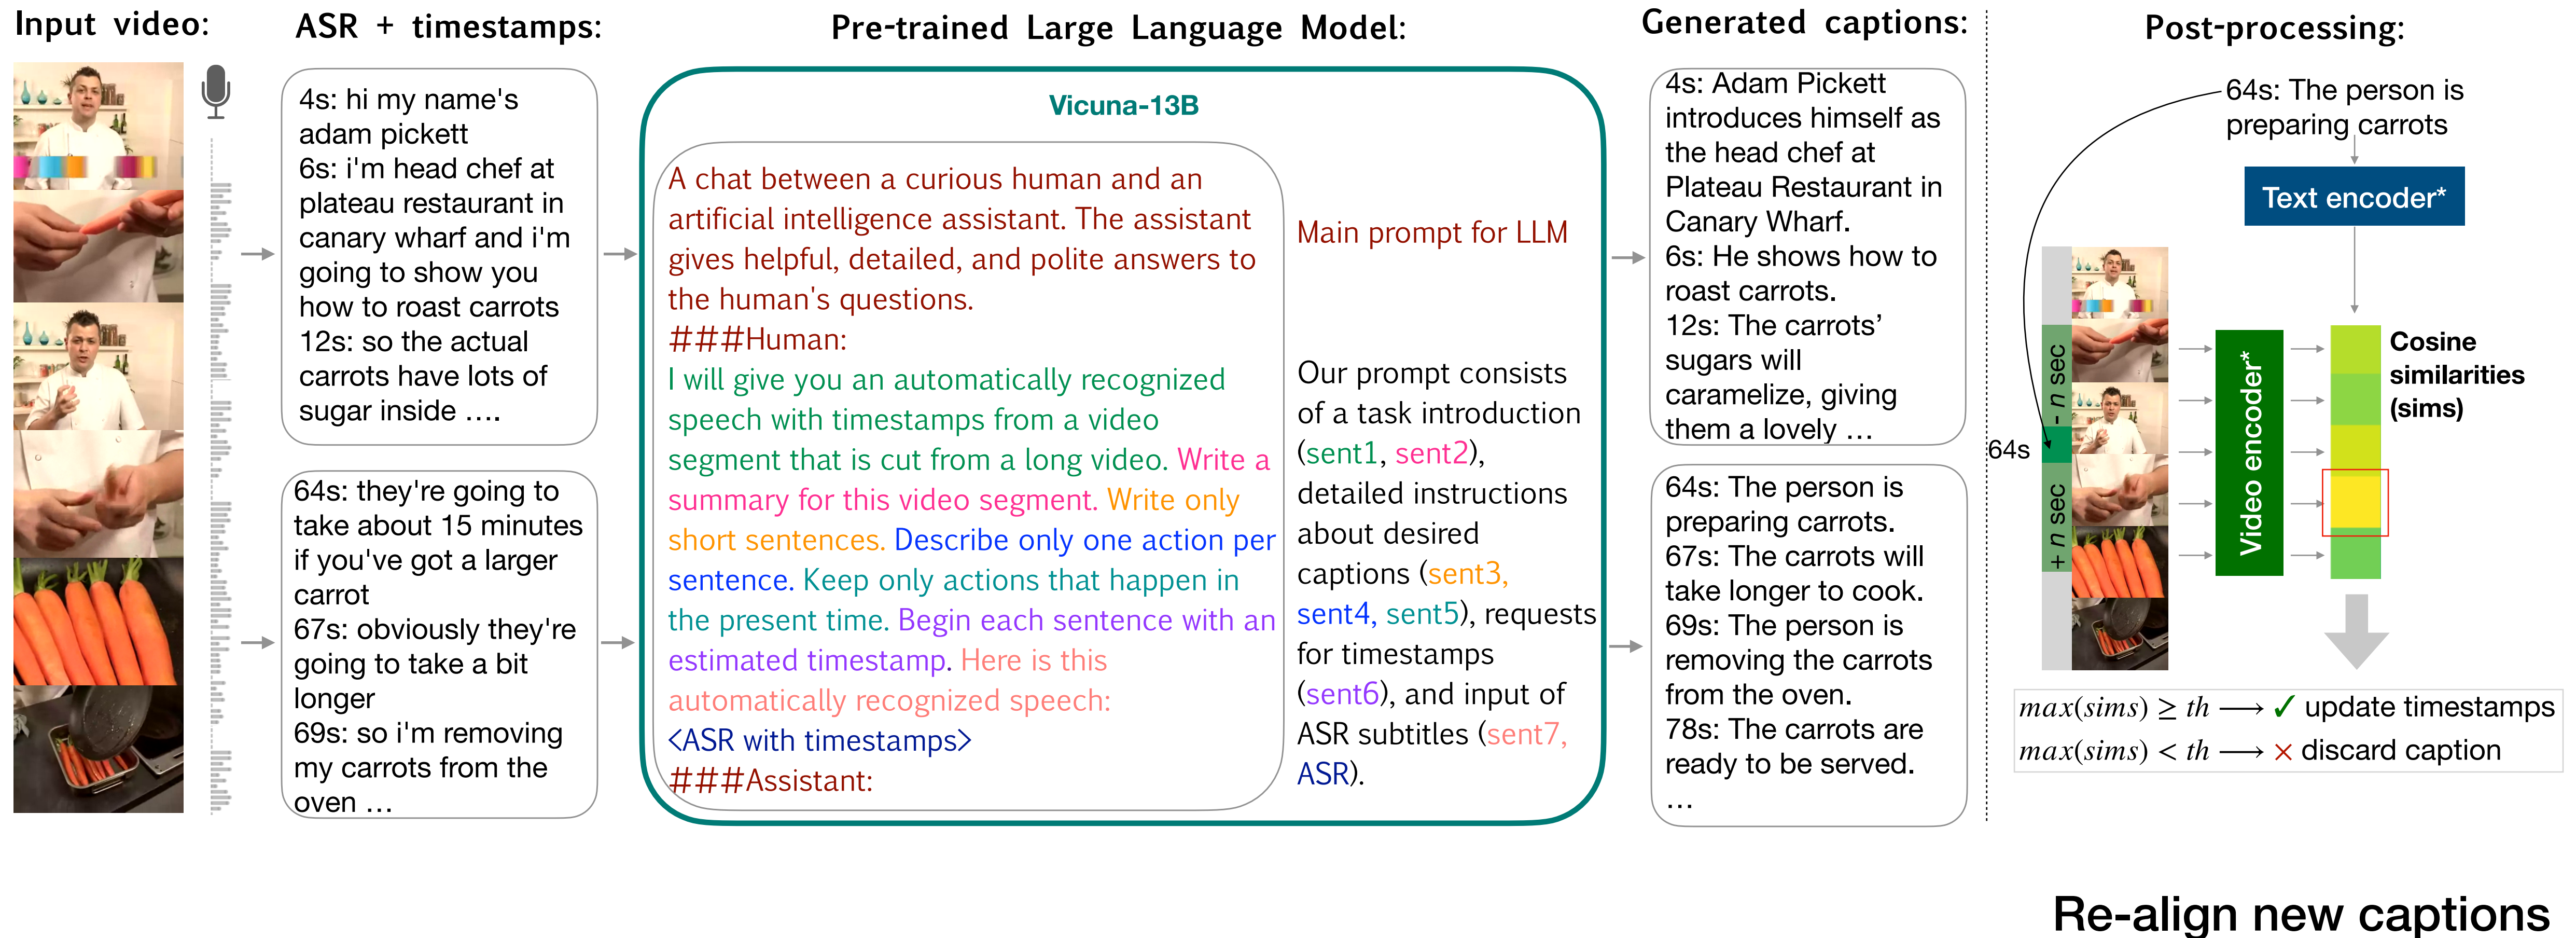 Input video:
ASR + timestamps:
4s: hi my name's
adam pickett
6s: i'm head chef at
plateau restaurant in
canary wharf and i'm
going to show you
how to roast carrots
12s: so the actual
carrots have lots of
sugar inside ….
64s: they're going to
take about 15 minutes
if you've got a larger
carrot
67s: obviously they're
going to take a bit
longer
69s: so i'm removing
my carrots from the
oven …
Pre-trained Large Language Model:
Vicuna-13B
A chat between a curious human and an
artificial intelligence assistant. The assistant
gives helpful, detailed, and polite answers to
the human's questions.
###Human:
I will give you an automatically recognized
speech with timestamps from a video
segment that is cut from a long video. Write a
summary for this video segment. Write only
short sentences. Describe only one action per
sentence. Keep only actions that happen in
the present time. Begin each sentence with an
estimated timestamp. Here is this
automatically recognized speech:
<ASR with timestamps>
###Assistant:
Main prompt for LLM
Our prompt consists
of a task introduction
(sent1, sent2),
detailed instructions
about desired
captions (sent3,
sent4, sent5), requests
for timestamps
(sent6), and input of
ASR subtitles (sent7,
ASR).
Generated captions:
4s: Adam Pickett
introduces himself as
the head chef at
Plateau Restaurant in
Canary Wharf.
6s: He shows how to
roast carrots.
12s: The carrots’
sugars will
caramelize, giving
them a lovely …
64s: The person is
preparing carrots.
67s: The carrots will
take longer to cook.
69s: The person is
removing the carrots
from the oven.
78s: The carrots are
ready to be served.
…
Post-processing:
64s: The person is
preparing carrots
Text encoder*
- n sec
64s
+ n sec
Video encoder*
Cosine
similarities
(sims)
max(sims) ≥ th ⟶ ✓ update timestamps
max(sims) < th ⟶ × discard caption
Re-align new captions